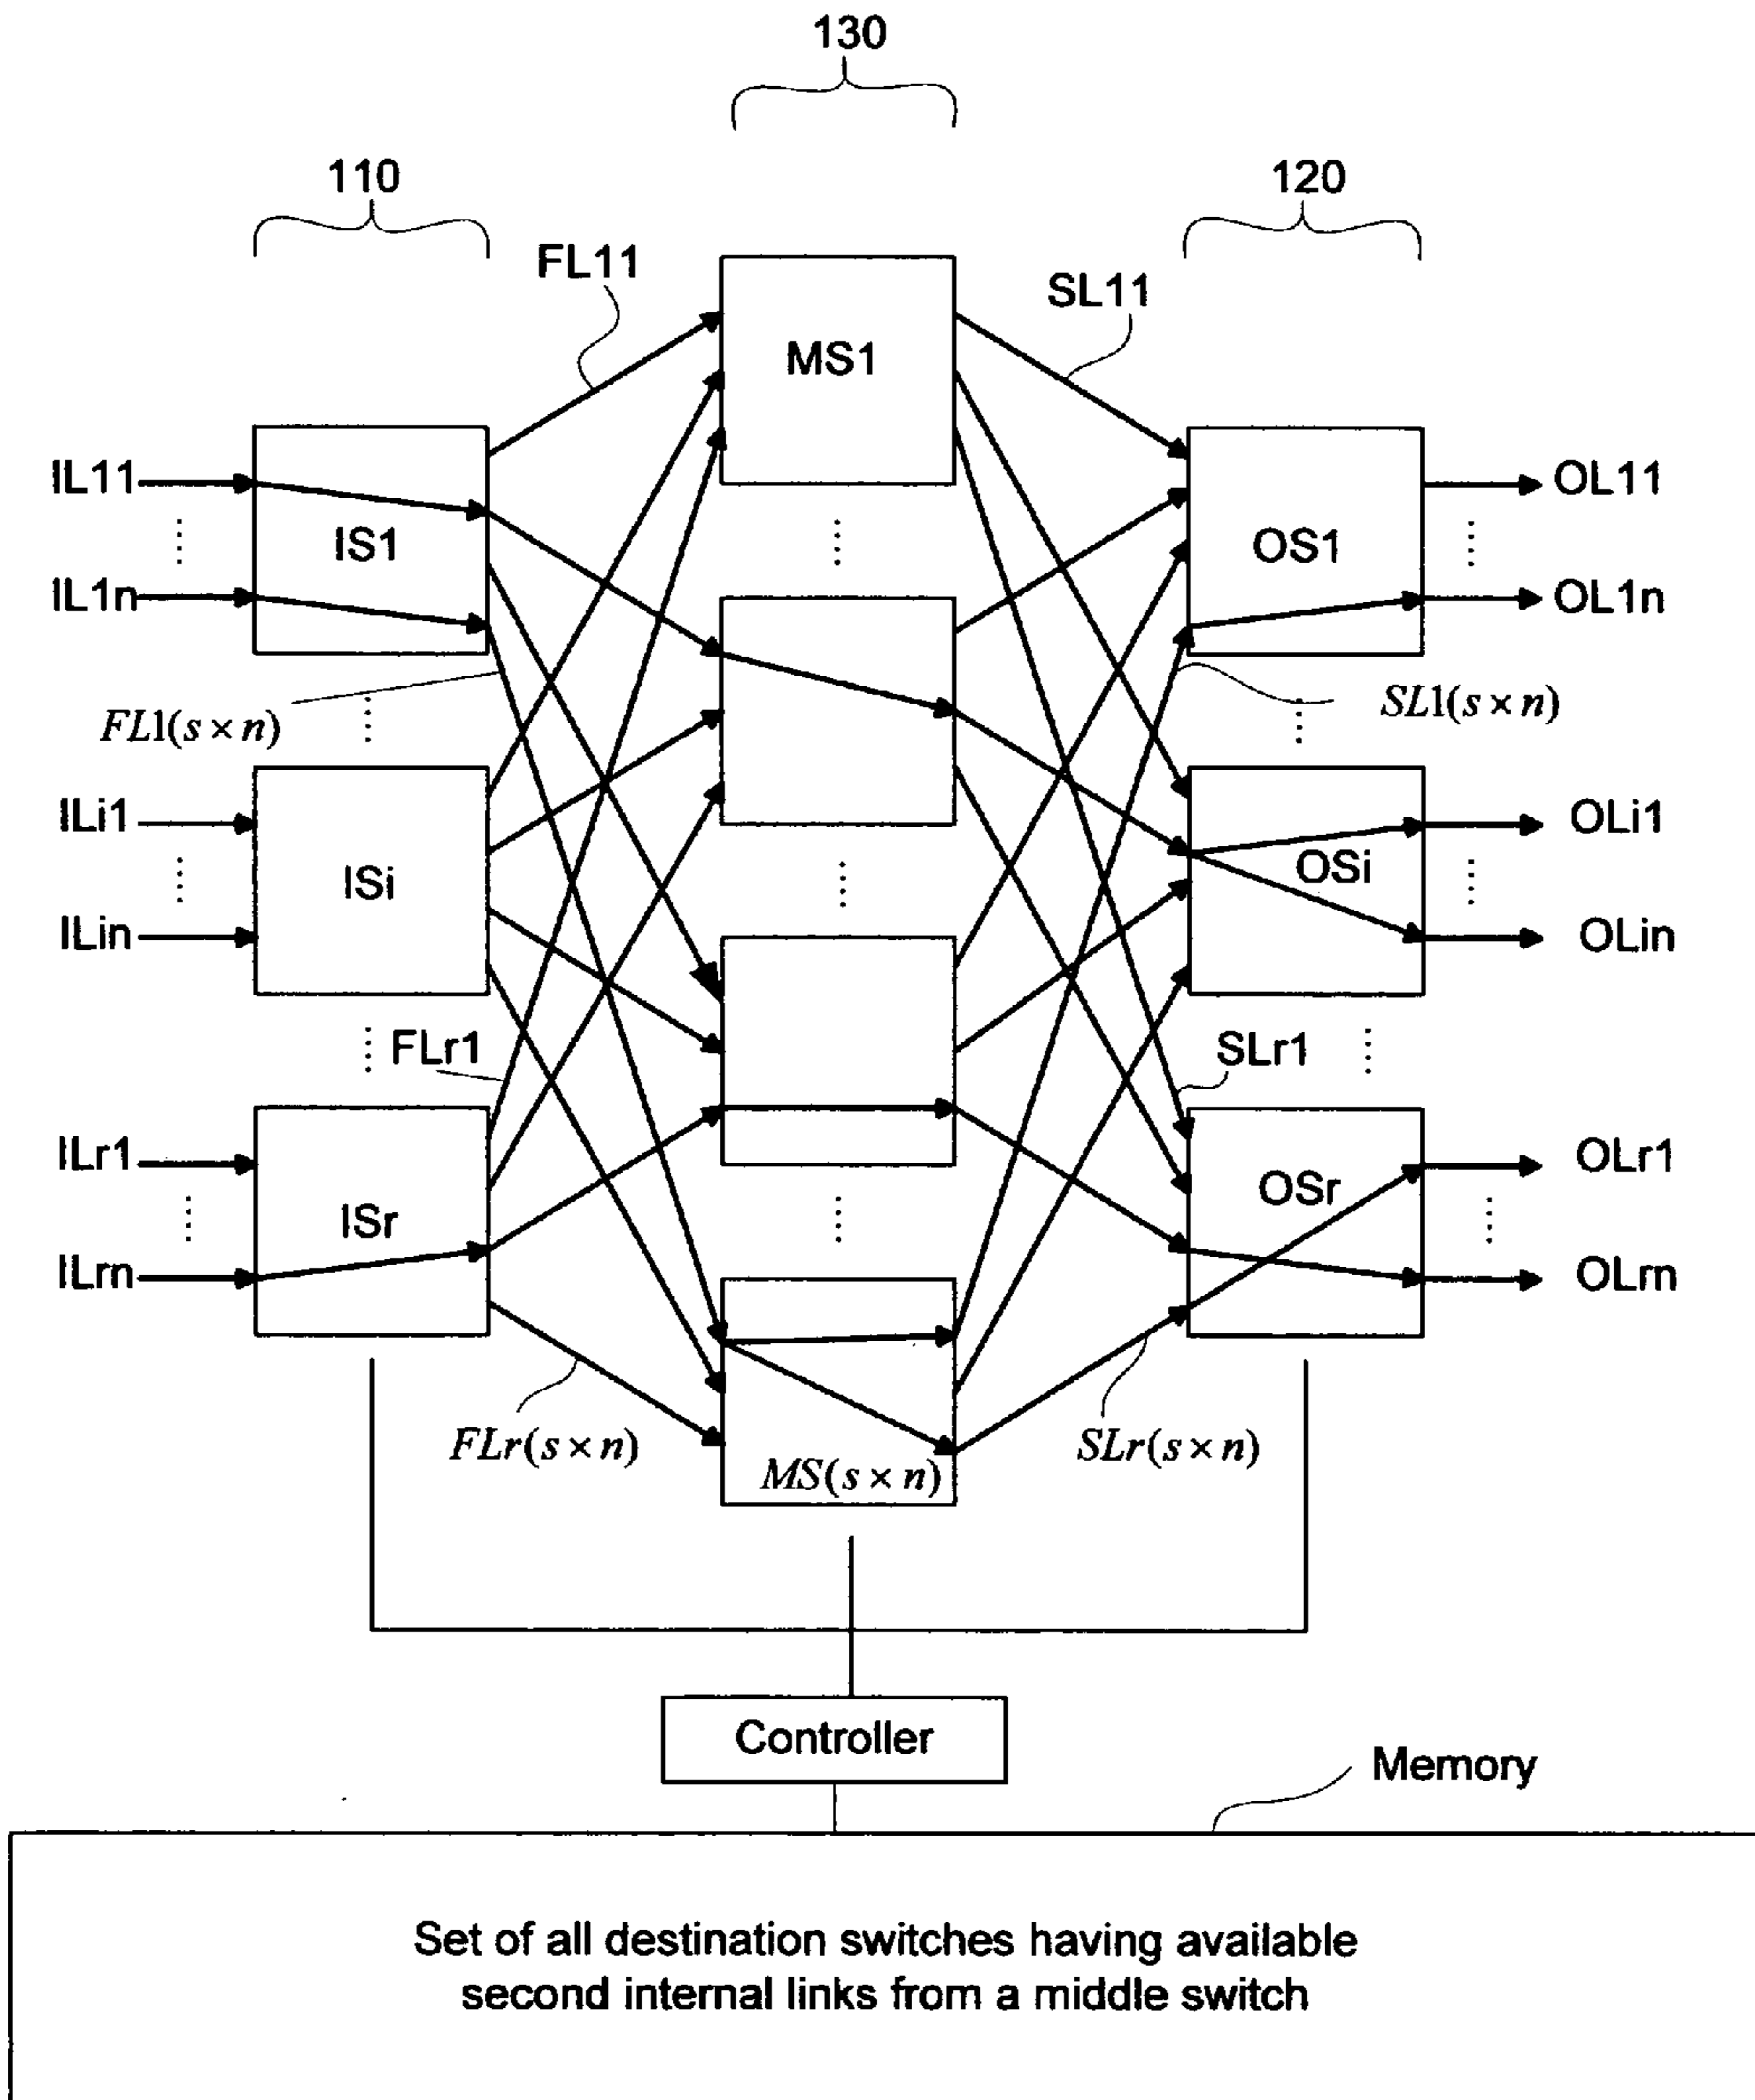 130
110
120
FL11
SL11
MS1
IL11
IS1
OS1
OL11
IL1n
OL1n
FL1(s × n)
SL1(s × n)
ILi1
ISi
OSi
OLi1
ILin
OLin
FLr1
SLr1
ILr1
ISr
OSr
OLr1
ILrn
OLrn
FLr(s × n)
MS(s × n)
SLr(s × n)
Controller
Memory
Set of all destination switches having available
second internal links from a middle switch